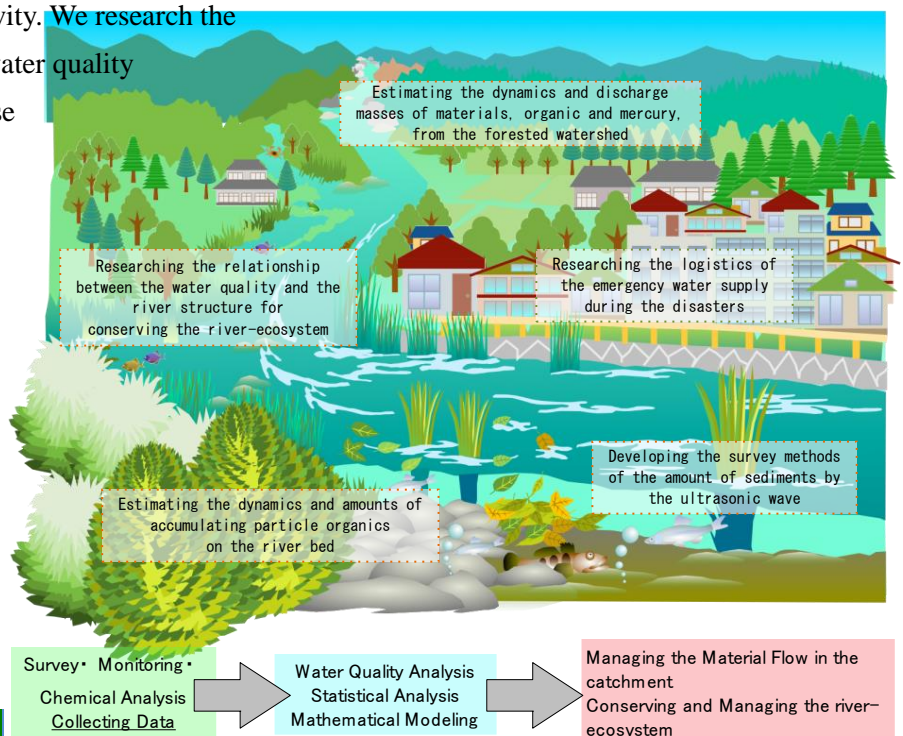 vity. We research the
water quality
se
Estimating the dynamics and discharge
masses of materials, organic and mercury,
from the forested watershed
Researching the relationship
between the water quality and the
river structure for
conserving the river-ecosystem
Researching the logistics of
the emergency water supply
during the disasters
Developing the survey methods
of the amount of sediments by
the ultrasonic wave
Estimating the dynamics and amounts of
accumulating particle organics
on the river bed
Survey・ Monitoring・
Chemical Analysis
Collecting Data
Water Quality Analysis
Statistical Analysis
Mathematical Modeling
Managing the Material Flow in the
catchment
Conserving and Managing the river-
ecosystem